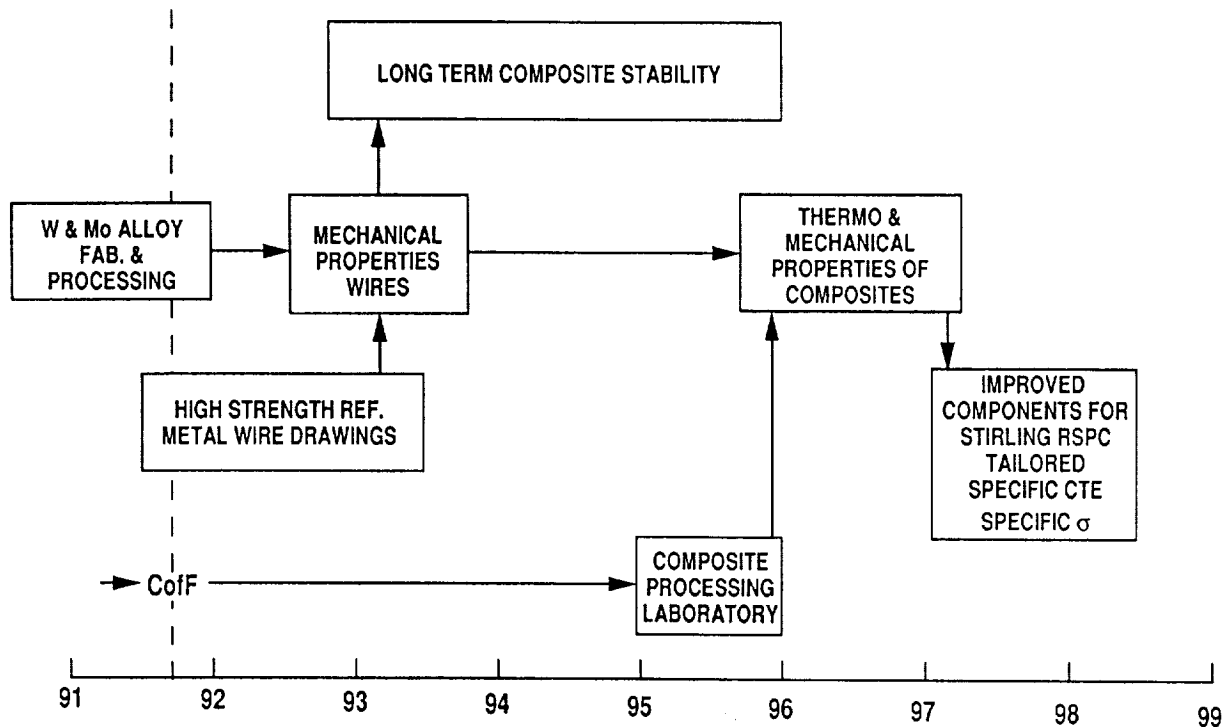 LONG TERM COMPOSITE STABILITY
W & Mo ALLOY
FAB. &
PROCESSING
MECHANICAL
PROPERTIES
WIRES
THERMO &
MECHANICAL
PROPERTIES OF
COMPOSITES
HIGH STRENGTH REF.
METAL WIRE DRAWINGS
IMPROVED
COMPONENTS FOR
STIRLING RSPC
TAILORED
SPECIFIC CTE
SPECIFIC σ
CofF
COMPOSITE
PROCESSING
LABORATORY
91 92 93 94 95 96 97 98 99